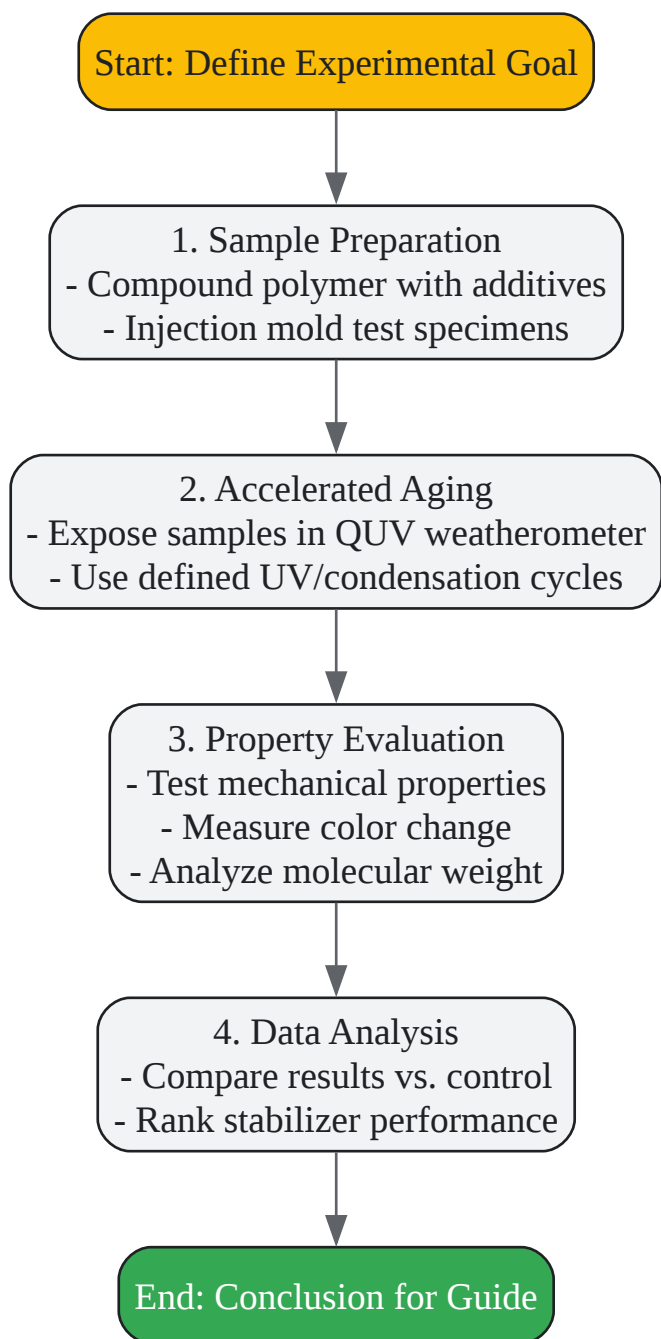 Start: Define Experimental Goal
1. Sample Preparation
- Compound polymer with additives
- Injection mold test specimens
2. Accelerated Aging
- Expose samples in QUV weatherometer
- Use defined UV/condensation cycles
3. Property Evaluation
- Test mechanical properties
- Measure color change
- Analyze molecular weight
4. Data Analysis
- Compare results vs. control
- Rank stabilizer performance
End: Conclusion for Guide